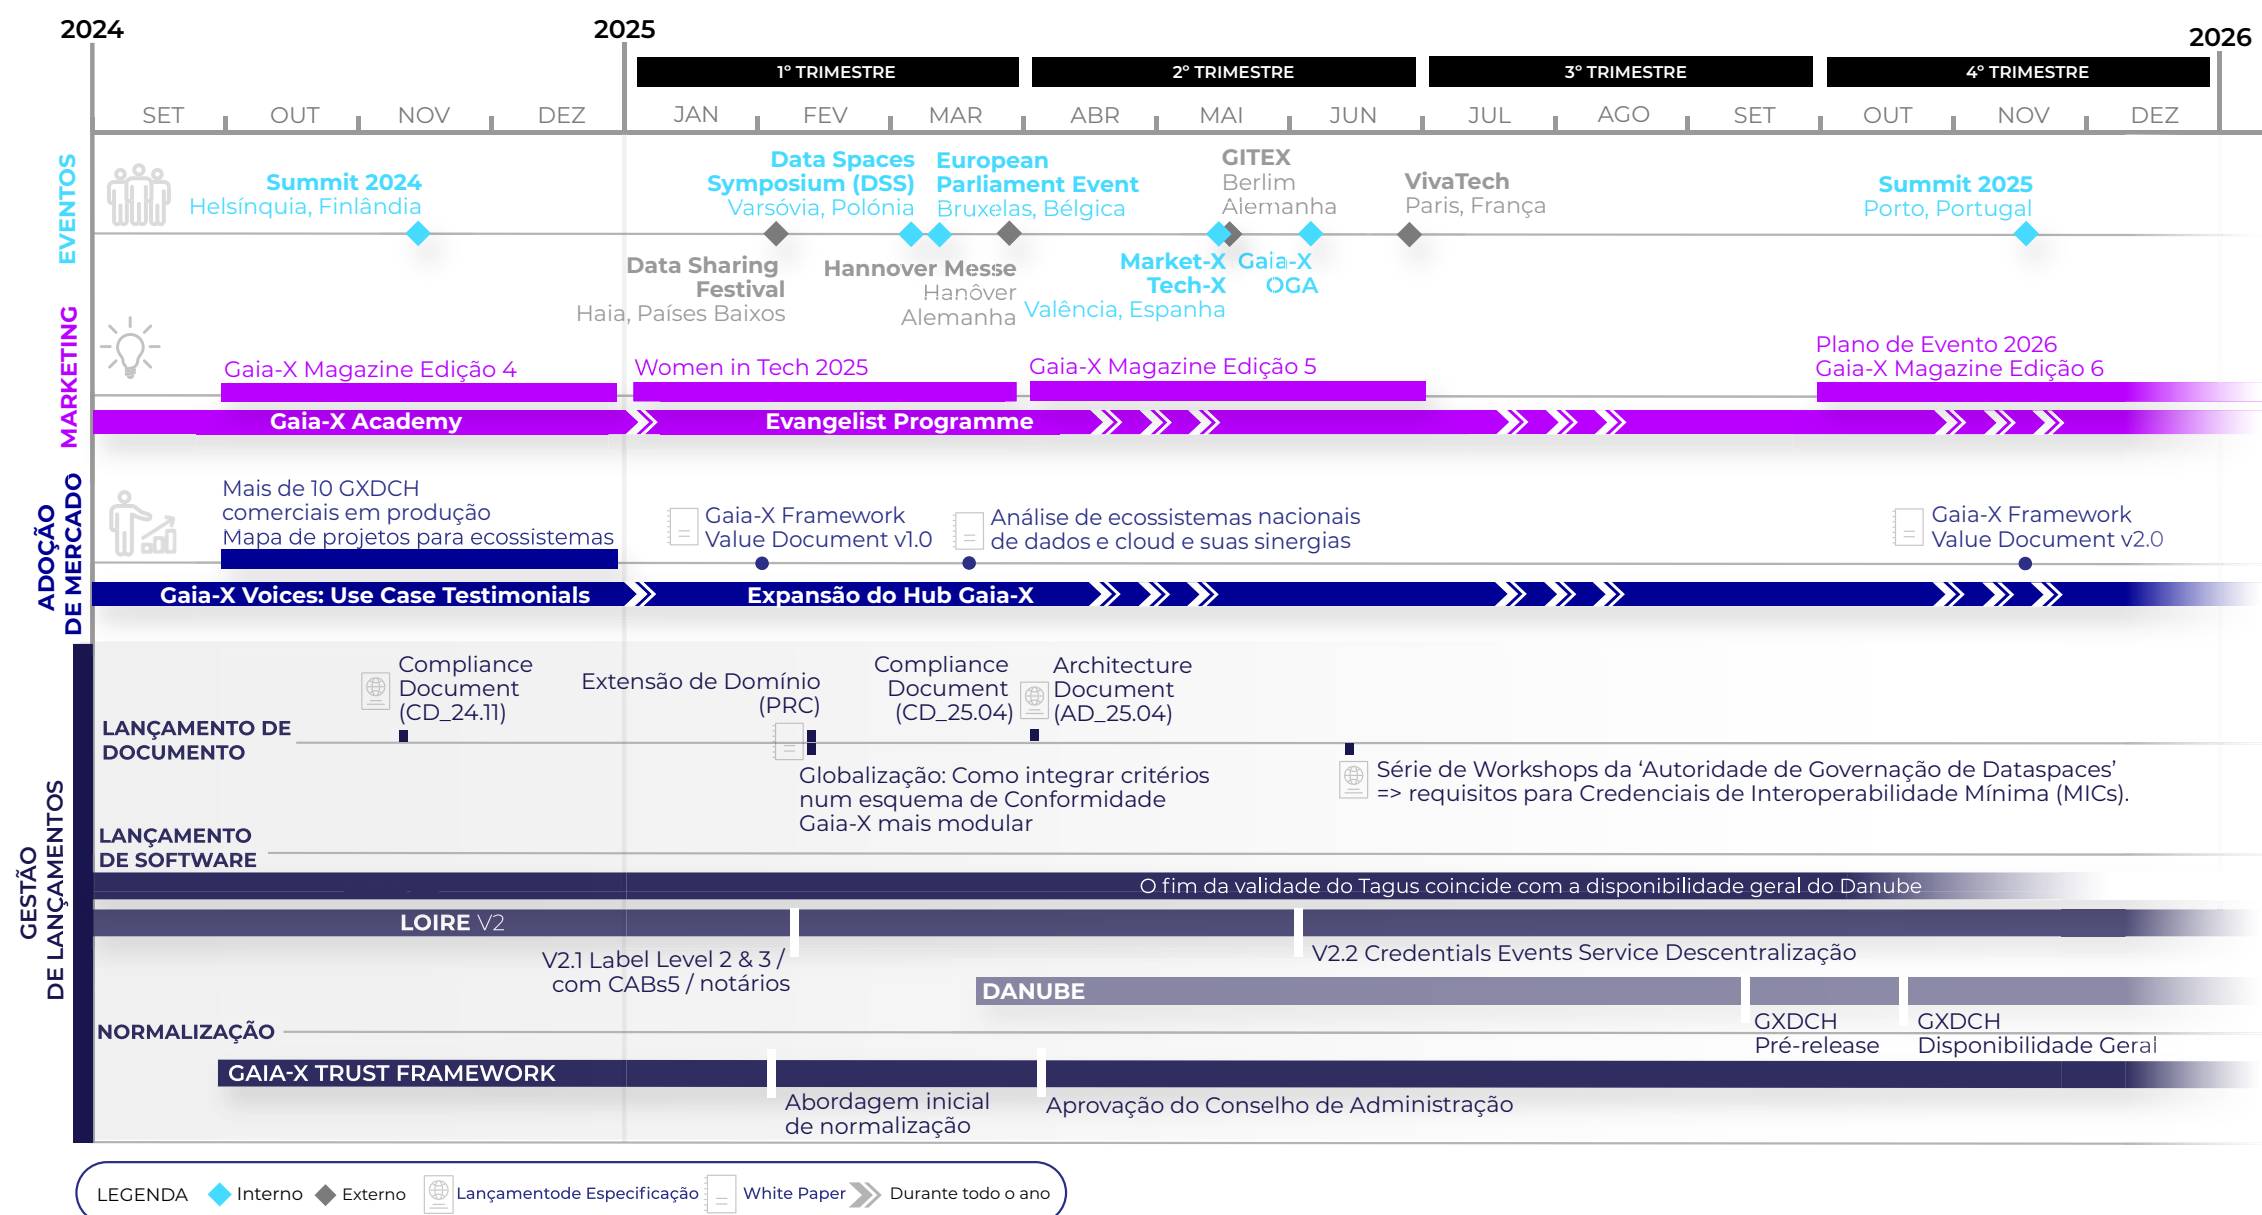 2024
2025
2026
1º TRIMESTRE
2º TRIMESTRE
3º TRIMESTRE
4º TRIMESTRE
SET
OUT
NOV
DEZ
JAN
FEV
MAR
ABR
MAI
JUN
JUL
AGO
SET
OUT
NOV
DEZ
EVENTOS
Summit 2024
Helsínquia, Finlândia
Data Spaces
Symposium (DSS)
Varsóvia, Polónia
European
Parliament Event
Bruxelas, Bélgica
GITEX
Berlim
Alemanha
VivaTech
Paris, França
Summit 2025
Porto, Portugal
Data Sharing
Festival
Haia, Países Baixos
Hannover Messe
Hanôver
Alemanha
Market-X
Tech-X
Valência, Espanha
Gaia-X
OGA
MARKETING
Gaia-X Magazine Edição 4
Women in Tech 2025
Gaia-X Magazine Edição 5
Plano de Evento 2026
Gaia-X Magazine Edição 6
Gaia-X Academy
Evangelist Programme
ADOÇÃO
DE MERCADO
Mais de 10 GXDCH
comerciais em produção
Mapa de projetos para ecossistemas
Gaia-X Framework
Value Document v1.0
Análise de ecossistemas nacionais
de dados e cloud e suas sinergias
Gaia-X Framework
Value Document v2.0
Gaia-X Voices: Use Case Testimonials
Expansão do Hub Gaia-X
GESTÃO
DE LANÇAMENTOS
LANÇAMENTO DE
DOCUMENTO
Compliance
Document
(CD_24.11)
Extensão de Domínio
(PRC)
Compliance
Document
(CD_25.04)
Architecture
Document
(AD_25.04)
Globalização: Como integrar critérios
num esquema de Conformidade
Gaia-X mais modular
Série de Workshops da ‘Autoridade de Governação de Dataspaces’
=> requisitos para Credenciais de Interoperabilidade Mínima (MICs).
LANÇAMENTO
DE SOFTWARE
O fim da validade do Tagus coincide com a disponibilidade geral do Danube
LOIRE V2
V2.1 Label Level 2 & 3 /
com CABs5 / notários
V2.2 Credentials Events Service Descentralização
DANUBE
GXDCH
Pré-release
GXDCH
Disponibilidade Geral
NORMALIZAÇÃO
GAIA-X TRUST FRAMEWORK
Abordagem inicial
de normalização
Aprovação do Conselho de Administração
LEGENDA
Interno
Externo
Lançamentode Especificação
White Paper
Durante todo o ano